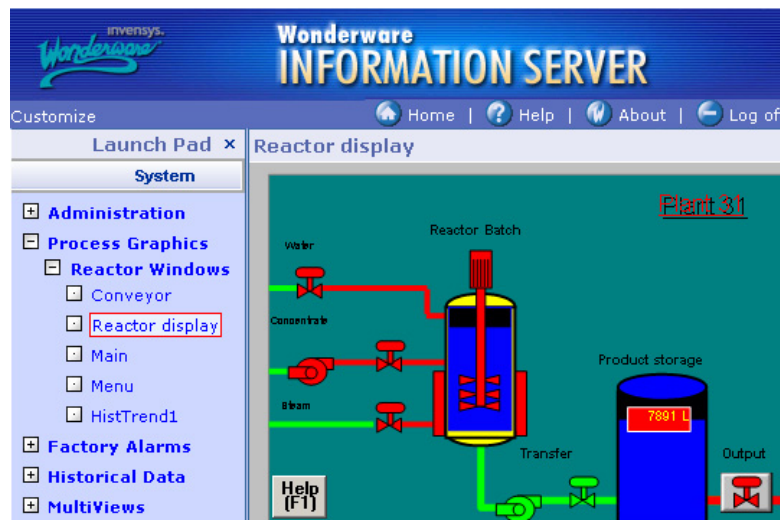 invensys.
Wonderware
Wonderware
INFORMATION SERVER
Customize
Home | Help | About | Log of
Launch Pad ×
Reactor display
System
Administration
Process Graphics
Reactor Windows
Conveyor
Reactor display
Main
Menu
HistTrend1
Factory Alarms
Historical Data
MultiViews
Plant 31
Reactor Batch
Water
Concentrate
Steam
Product storage
7891 L
Transfer
Output
Help
(F1)